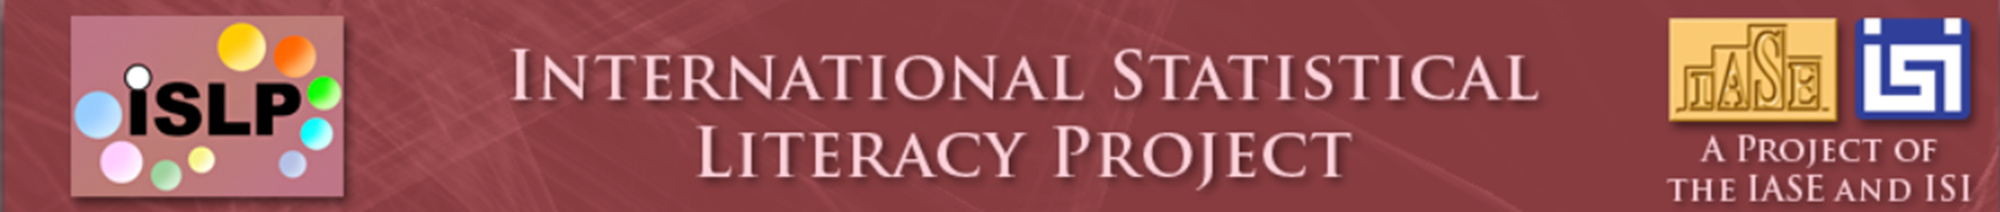 iSLP
INTERNATIONAL STATISTICAL
LITERACY PROJECT
IASE
isi
A PROJECT OF
THE IASE AND ISI